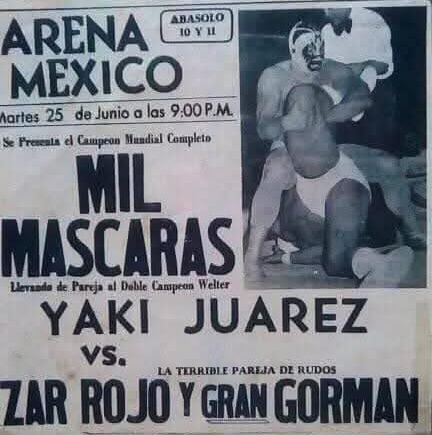 ARENA
MEXICO
ABASOLO
10 Y 11
Martes 25 de Junio a las 9:00 P.M.
Se Presenta el Campeon Mundial Completo
MIL
MASCARAS
Llevando de Pareja al Doble Campeon Welter
YAKI JUAREZ
vs.
LA TERRIBLE PAREJA DE RUDOS
ZAR ROJO Y GRAN GORMAN